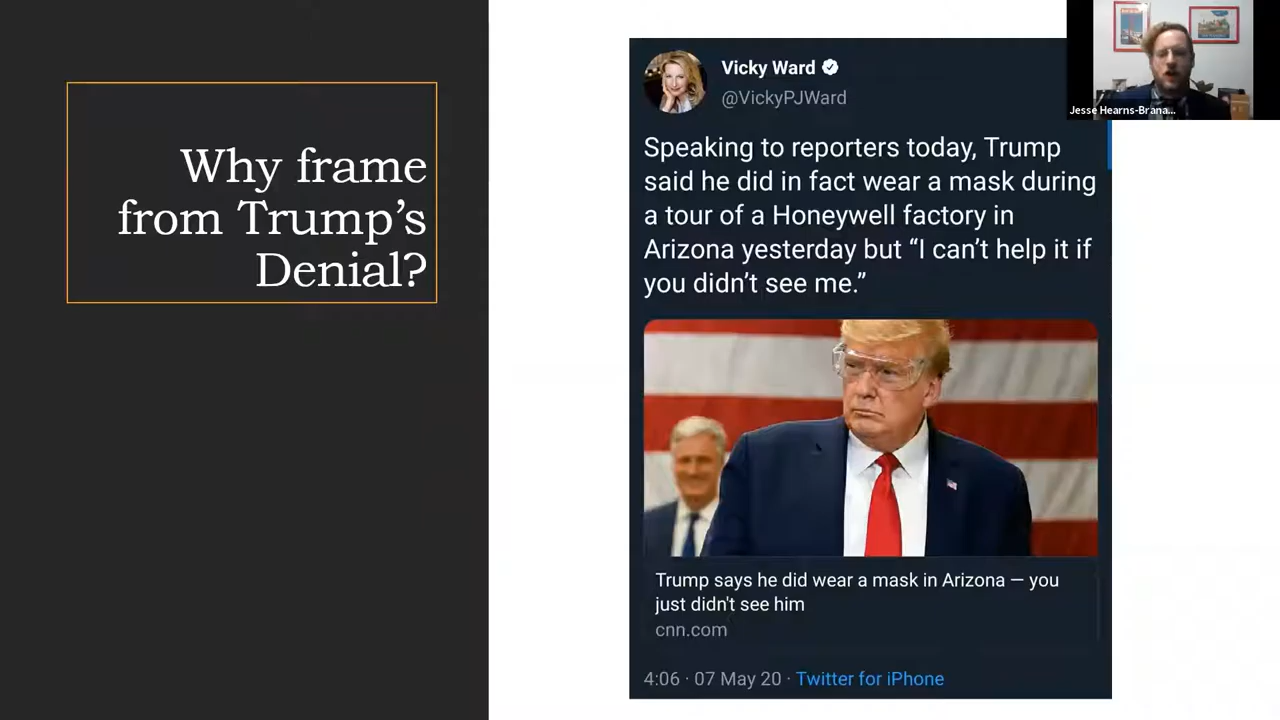 Why frame
from Trump’s
Denial?
Vicky Ward
@VickyPJWard
Speaking to reporters today, Trump
said he did in fact wear a mask during
a tour of a Honeywell factory in
Arizona yesterday but “I can’t help it if
you didn’t see me.”
Trump says he did wear a mask in Arizona — you
just didn't see him
cnn.com
4:06 · 07 May 20 · Twitter for iPhone
Jesse Hearns-Brana...